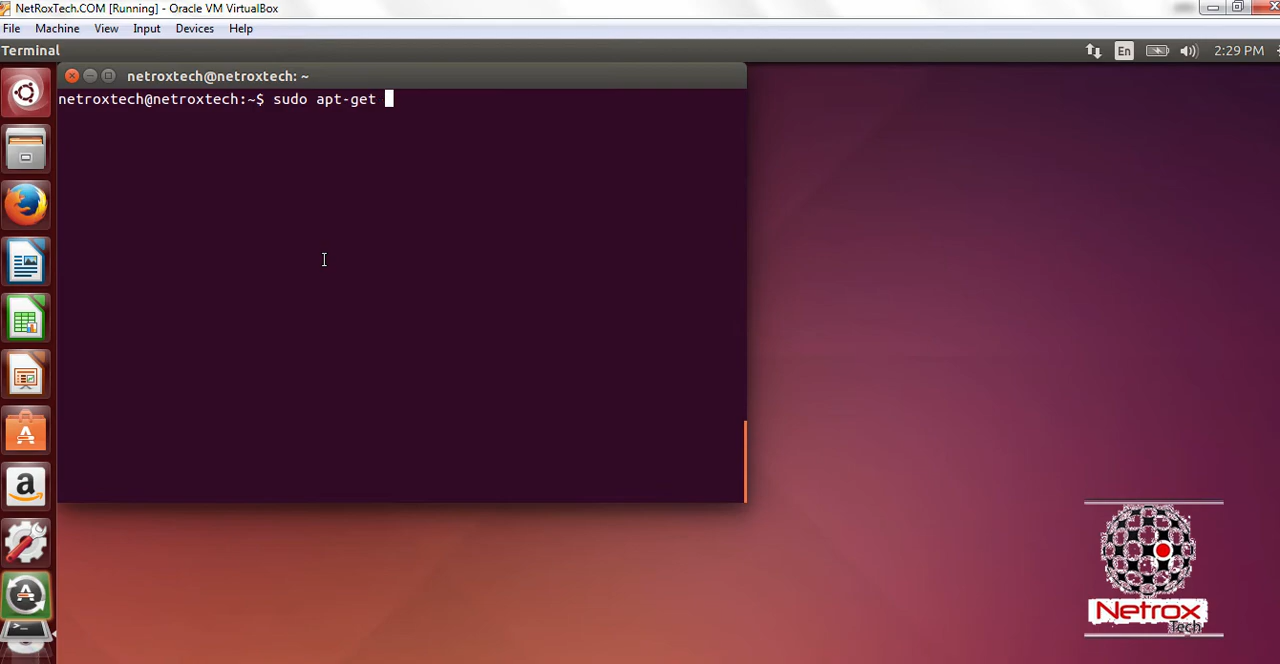 NetRoxTech.COM [Running] - Oracle VM VirtualBox
File Machine View Input Devices Help
Terminal En 2:29 PM
netroxtech@netroxtech: ~
netroxtech@netroxtech:~$ sudo apt-get
a
>_
Netrox
Tech